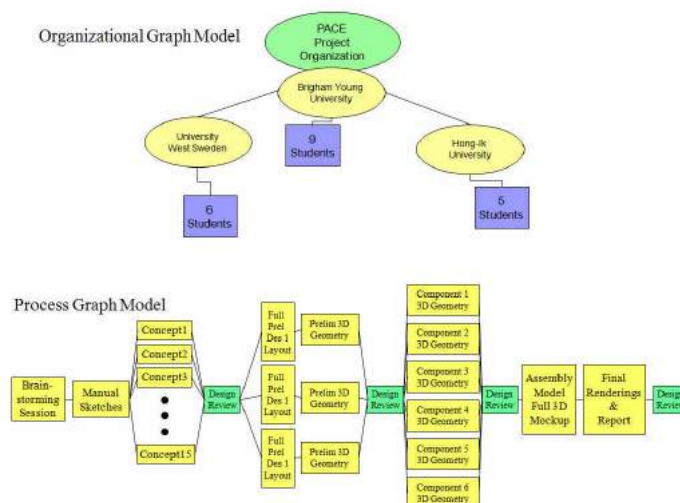 Organizational Graph Model
PACE
Project
Organization
Brigham Young
University
University
West Sweden
9
Students
Hong-ik
University
6
Students
5
Students
Process Graph Model
Brain-
storming
Session
Manual
Sketches
Concept1
Concept2
Concept3
Concept15
Design
Review
Full
Prel
Des 1
Layout
Full
Prel
Des 1
Layout
Full
Prel
Des 1
Layout
Prelim 3D
Geometry
Prelim 3D
Geometry
Prelim 3D
Geometry
Design
Review
Component 1
3D Geometry
Component 2
3D Geometry
Component 3
3D Geometry
Component 4
3D Geometry
Component 5
3D Geometry
Component 6
3D Geometry
Design
Review
Assembly
Model
Full 3D
Mockup
Final
Renderings
&
Report
Design
Review